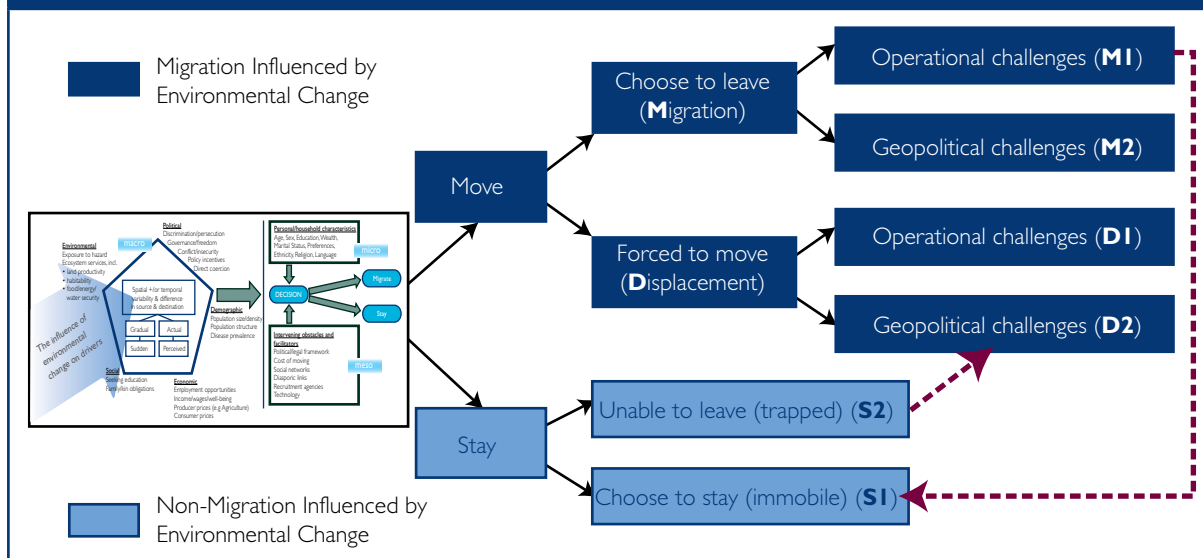 Migration Influenced by
Environmental Change
Choose to leave
(Migration)
Operational challenges (M1)
Geopolitical challenges (M2)
Move
Forced to move
(Displacement)
Operational challenges (D1)
Geopolitical challenges (D2)
Political
Discrimination/persecution
Governance/freedom
Conflict/insecurity
Policy incentives
Direct coercion
macro
Environmental
Exposure to hazard
Ecosystem services, incl.
• land productivity
• habitability
• food/energy/
water security
Spatial +/or temporal
variability & difference
in source & destination
Gradual
Actual
Sudden
Perceived
The influence of
environmental
change on drivers
Demographic
Population size/density
Population structure
Disease prevalence
Social
Seeking education
Family/kin obligations
Economic
Employment opportunities
Income/wages/well-being
Producer prices (e.g Agriculture)
Consumer prices
Personal/household characteristics
Age, Sex, Education, Wealth,
Marital Status, Preferences,
Ethnicity, Religion, Language
micro
DECISION
Migrate
Stay
Intervening obstacles and
facilitators
Political/legal framework
Cost of moving
Social networks
Diasporic links
Recruitment agencies
Technology
meso
Stay
Unable to leave (trapped) (S2)
Choose to stay (immobile) (S1)
Non-Migration Influenced by
Environmental Change